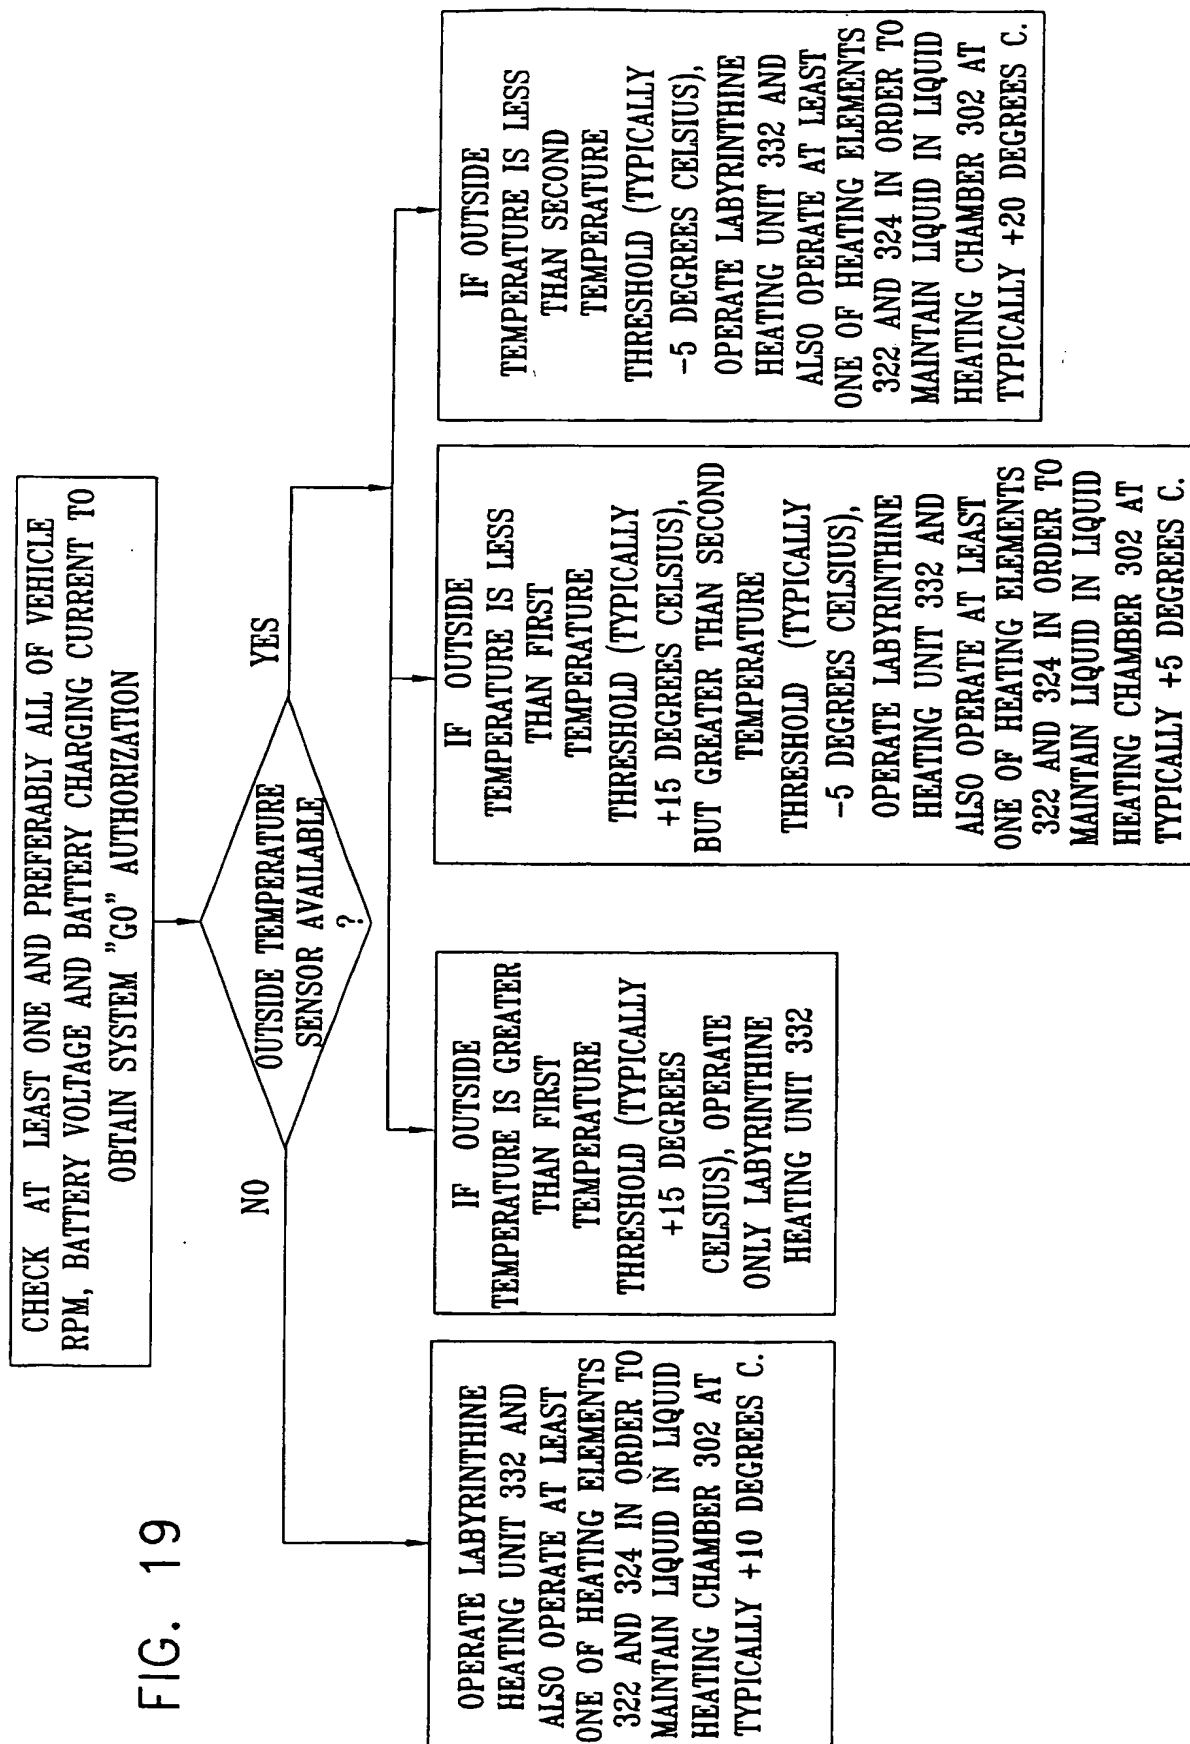 FIG. 19
CHECK AT LEAST ONE AND PREFERABLY ALL OF VEHICLE
RPM, BATTERY VOLTAGE AND BATTERY CHARGING CURRENT TO
OBTAIN SYSTEM "GO" AUTHORIZATION
OUTSIDE TEMPERATURE
SENSOR AVAILABLE
?
NO
YES
OPERATE LABYRINTHINE
HEATING UNIT 332 AND
ALSO OPERATE AT LEAST
ONE OF HEATING ELEMENTS
322 AND 324 IN ORDER TO
MAINTAIN LIQUID IN LIQUID
HEATING CHAMBER 302 AT
TYPICALLY +10 DEGREES C.
IF OUTSIDE
TEMPERATURE IS GREATER
THAN FIRST
TEMPERATURE
THRESHOLD (TYPICALLY
+15 DEGREES
CELSIUS), OPERATE
ONLY LABYRINTHINE
HEATING UNIT 332
IF OUTSIDE
TEMPERATURE IS LESS
THAN FIRST
TEMPERATURE
THRESHOLD (TYPICALLY
+15 DEGREES CELSIUS),
BUT GREATER THAN SECOND
TEMPERATURE
THRESHOLD (TYPICALLY
-5 DEGREES CELSIUS),
OPERATE LABYRINTHINE
HEATING UNIT 332 AND
ALSO OPERATE AT LEAST
ONE OF HEATING ELEMENTS
322 AND 324 IN ORDER TO
MAINTAIN LIQUID IN LIQUID
HEATING CHAMBER 302 AT
TYPICALLY +5 DEGREES C.
IF OUTSIDE
TEMPERATURE IS LESS
THAN SECOND
TEMPERATURE
THRESHOLD (TYPICALLY
-5 DEGREES CELSIUS),
OPERATE LABYRINTHINE
HEATING UNIT 332 AND
ALSO OPERATE AT LEAST
ONE OF HEATING ELEMENTS
322 AND 324 IN ORDER TO
MAINTAIN LIQUID IN LIQUID
HEATING CHAMBER 302 AT
TYPICALLY +20 DEGREES C.